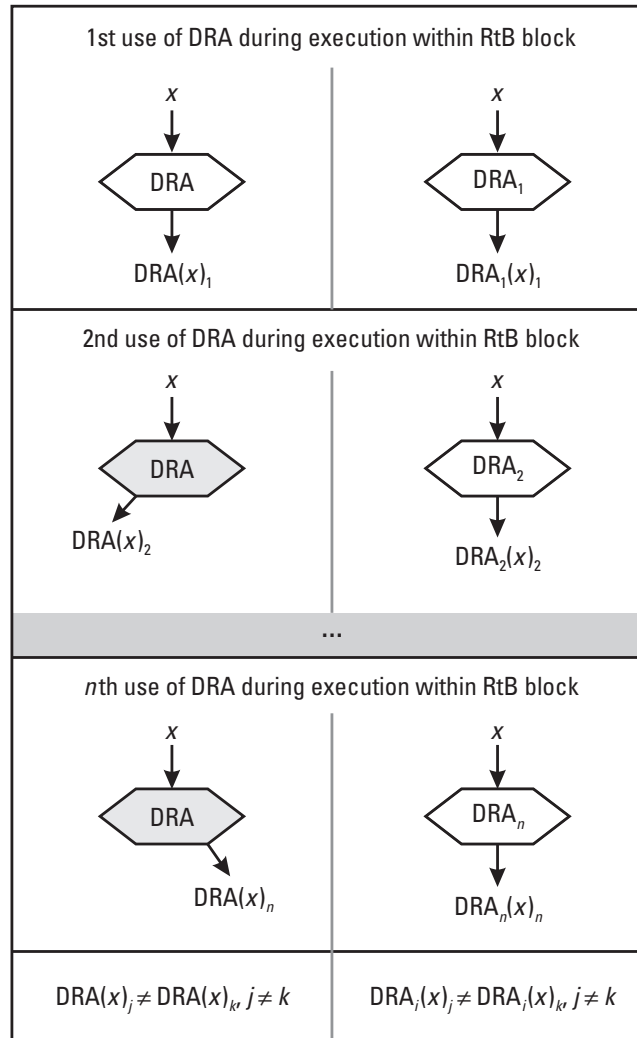 1st use of DRA during execution within RtB block
x
x
DRA
DRA₁
DRA(x)₁
DRA₁(x)₁
2nd use of DRA during execution within RtB block
x
x
DRA
DRA₂
DRA(x)₂
DRA₂(x)₂
...
nth use of DRA during execution within RtB block
x
x
DRA
DRAₙ
DRA(x)ₙ
DRAₙ(x)ₙ
DRA(x)ⱼ ≠ DRA(x)ₖ, j ≠ k
DRAᵢ(x)ⱼ ≠ DRAᵢ(x)ₖ, j ≠ k